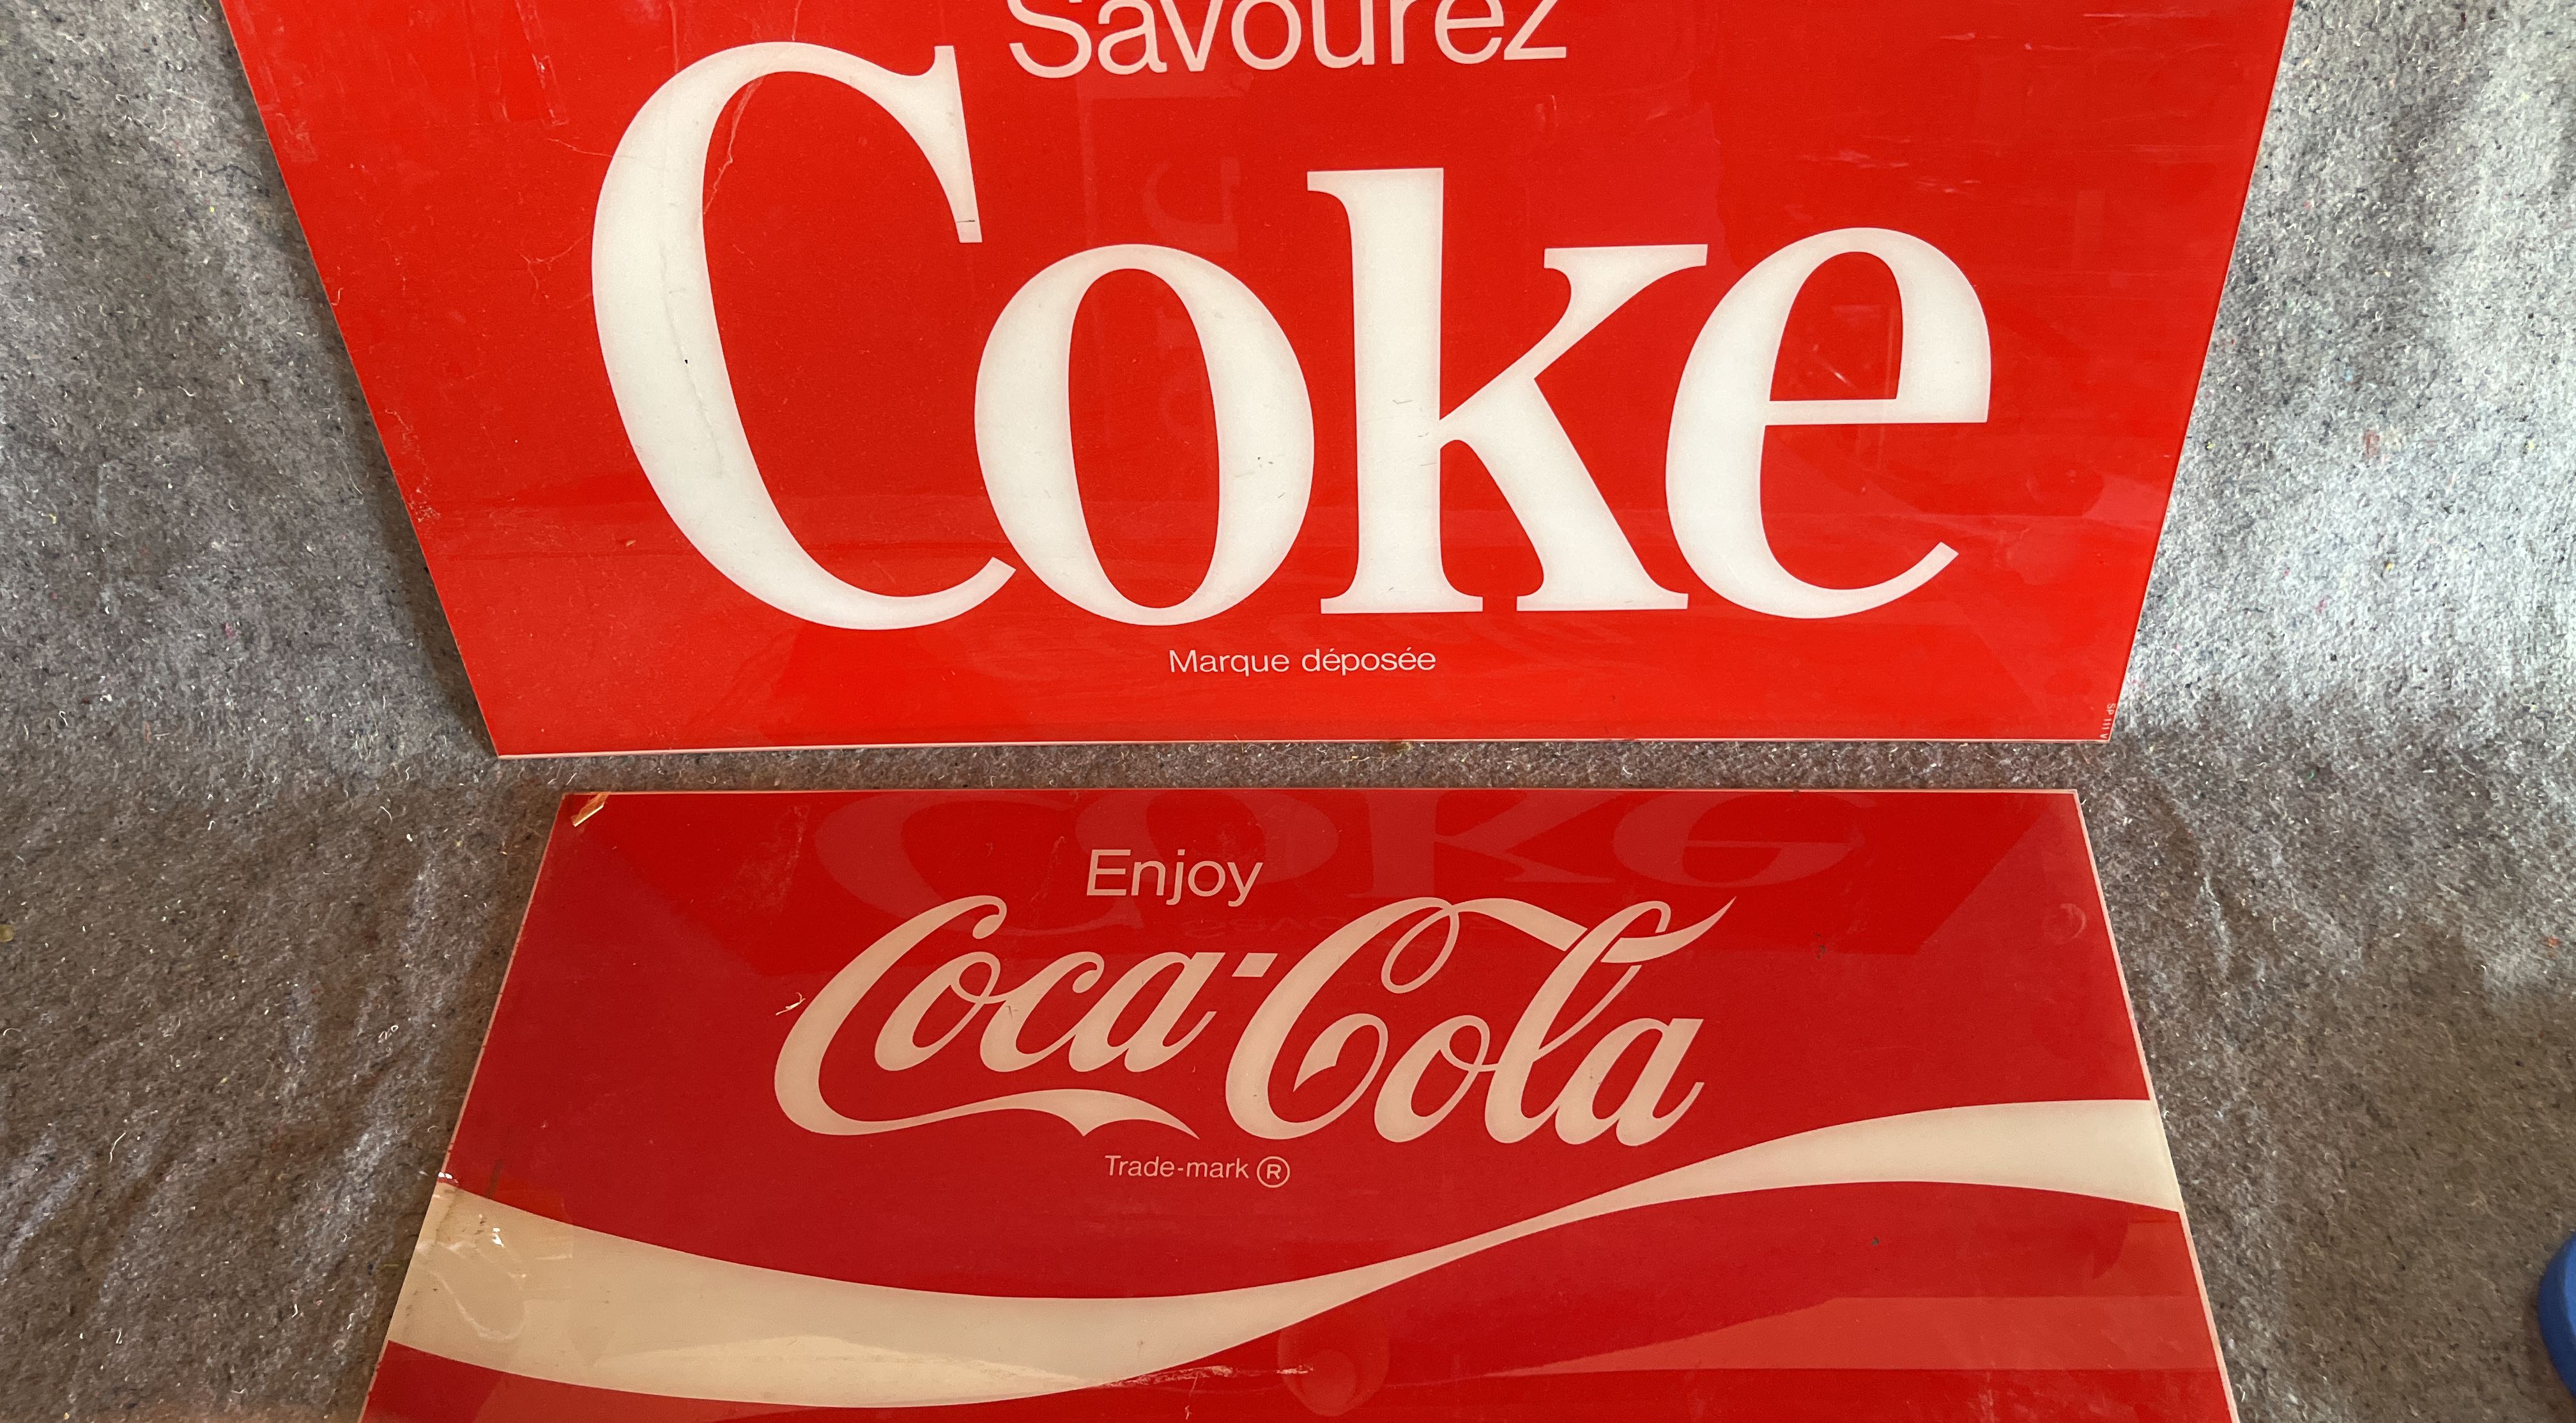 Savourez
Coke
Marque déposée
Enjoy
Coca-Cola
Trade-mark ®